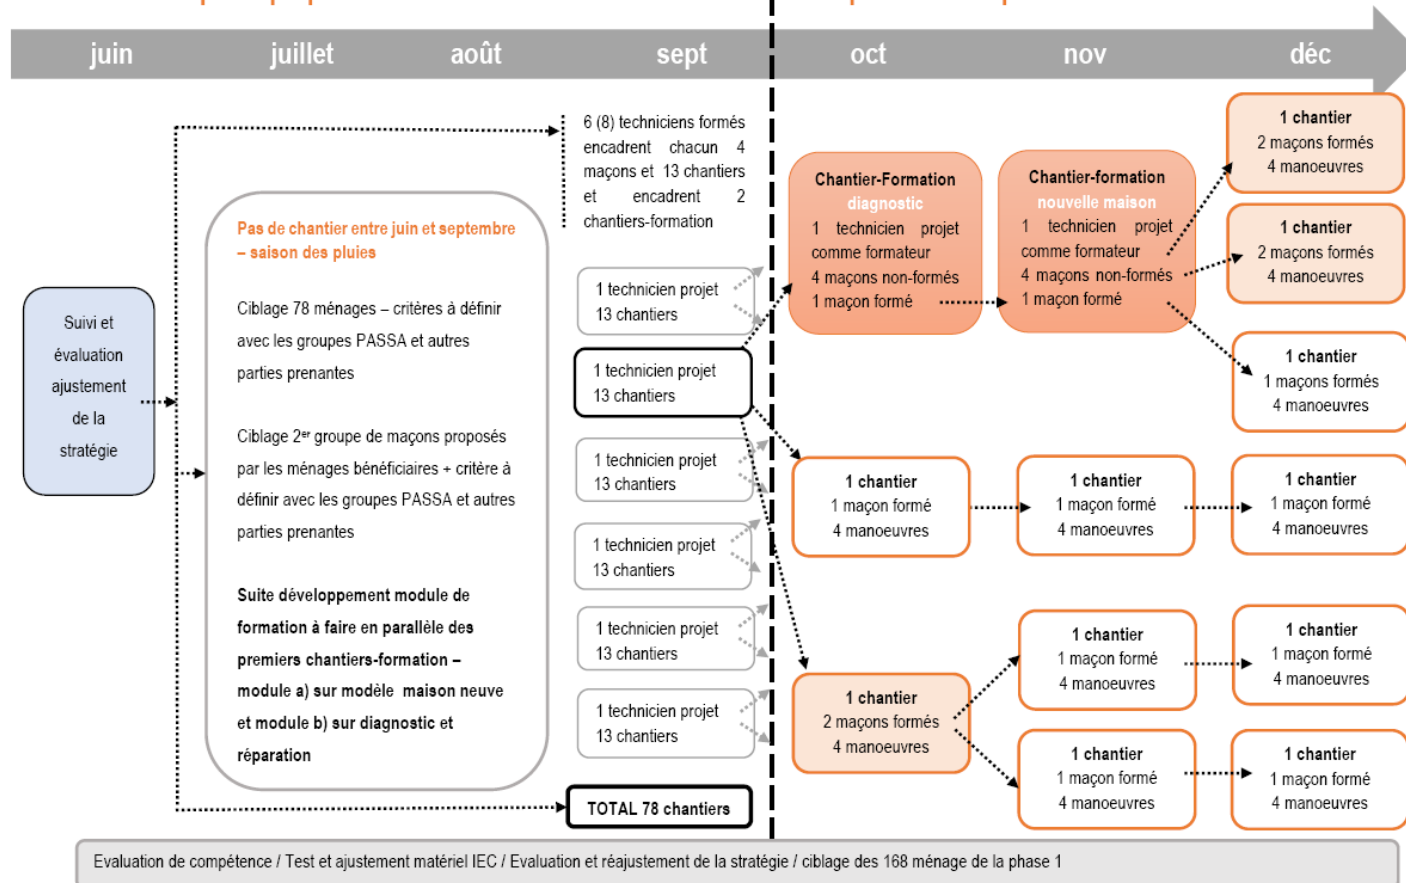 juin juillet août sept oct nov déc
6 (8) techniciens formés
encadrent chacun 4
maçons et 13 chantiers
et encadrent 2
chantiers-formation
Pas de chantier entre juin et septembre
– saison des pluies
Ciblage 78 ménages – critères à définir
avec les groupes PASSA et autres
parties prenantes
Ciblage 2er groupe de maçons proposés
par les ménages bénéficiaires + critère à
définir avec les groupes PASSA et autres
parties prenantes
Suite développement module de
formation à faire en parallèle des
premiers chantiers-formation –
module a) sur modèle maison neuve
et module b) sur diagnostic et
réparation
Suivi et
évaluation
ajustement
de la
stratégie
1 technicien projet
13 chantiers
1 technicien projet
13 chantiers
1 technicien projet
13 chantiers
1 technicien projet
13 chantiers
1 technicien projet
13 chantiers
1 technicien projet
13 chantiers
TOTAL 78 chantiers
Chantier-Formation
diagnostic
1 technicien projet
comme formateur
4 maçons non-formés
1 maçon formé
Chantier-formation
nouvelle maison
1 technicien projet
comme formateur
4 maçons non-formés
1 maçon formé
1 chantier
2 maçons formés
4 manoeuvres
1 chantier
2 maçons formés
4 manoeuvres
1 chantier
1 maçons formés
4 manoeuvres
1 chantier
1 maçon formé
4 manoeuvres
1 chantier
1 maçon formé
4 manoeuvres
1 chantier
1 maçon formé
4 manoeuvres
1 chantier
2 maçons formés
4 manoeuvres
1 chantier
1 maçon formé
4 manoeuvres
1 chantier
1 maçon formé
4 manoeuvres
1 chantier
1 maçon formé
4 manoeuvres
1 chantier
1 maçon formé
4 manoeuvres
Evaluation de compétence / Test et ajustement matériel IEC / Evaluation et réajustement de la stratégie / ciblage des 168 ménage de la phase 1